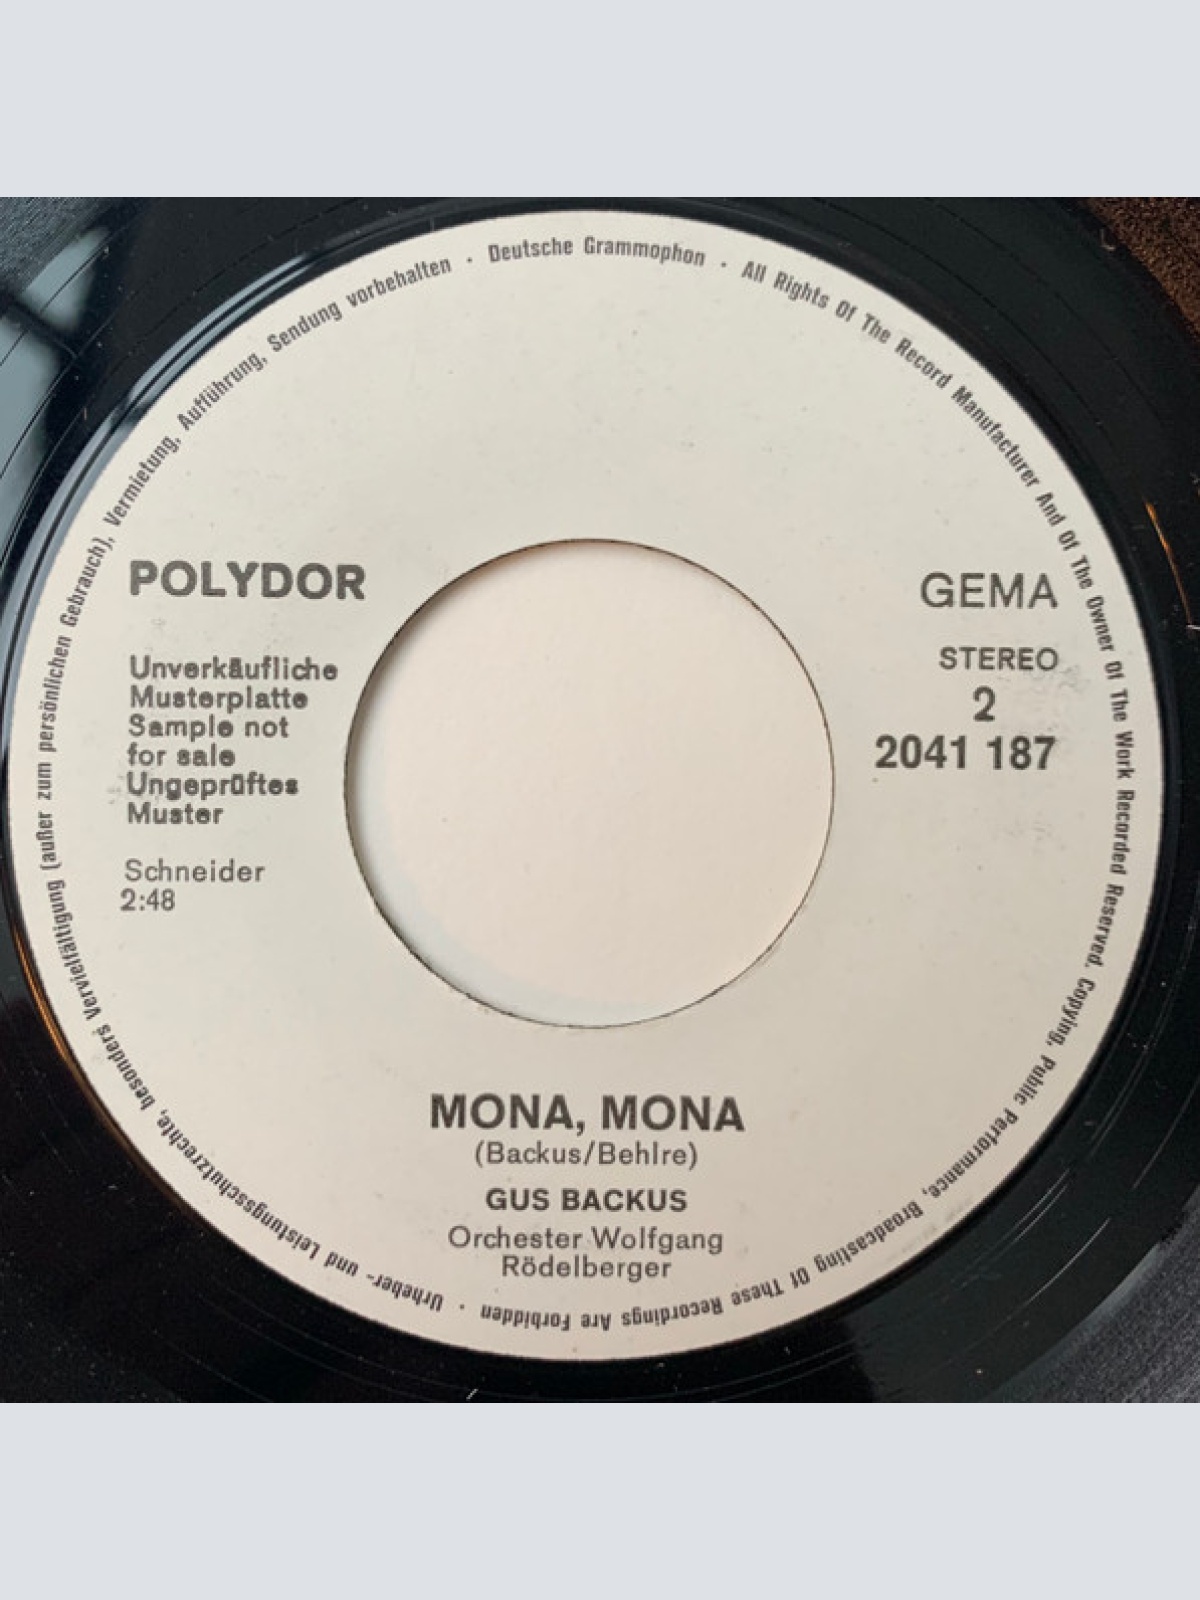 Deutsche Grammophon · All Rights Of The Record Manufacturer And Of The Owner Of The Work Recorded Reserved. Copying, Public Performance, Broadcasting Of These Recordings Are Forbidden ·
Urheber- und Leistungsschutzrechte, besonders Vervielfältigung (außer zum persönlichen Gebrauch), Vermietung, Aufführung, Sendung vorbehalten ·
POLYDOR
Unverkäufliche
Musterplatte
Sample not
for sale
Ungeprüftes
Muster
Schneider
2:48
GEMA
STEREO
2
2041 187
MONA, MONA
(Backus/Behlre)
GUS BACKUS
Orchester Wolfgang
Rödelberger